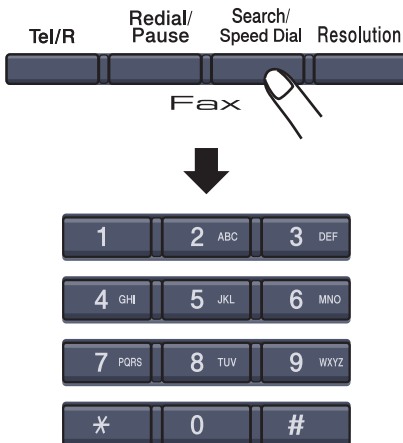 Tel/R
Redial/
Pause
Search/
Speed Dial
Resolution
Fax
1 2 ABC 3 DEF
4 GHI 5 JKL 6 MNO
7 PQRS 8 TUV 9 WXYZ
* 0 #